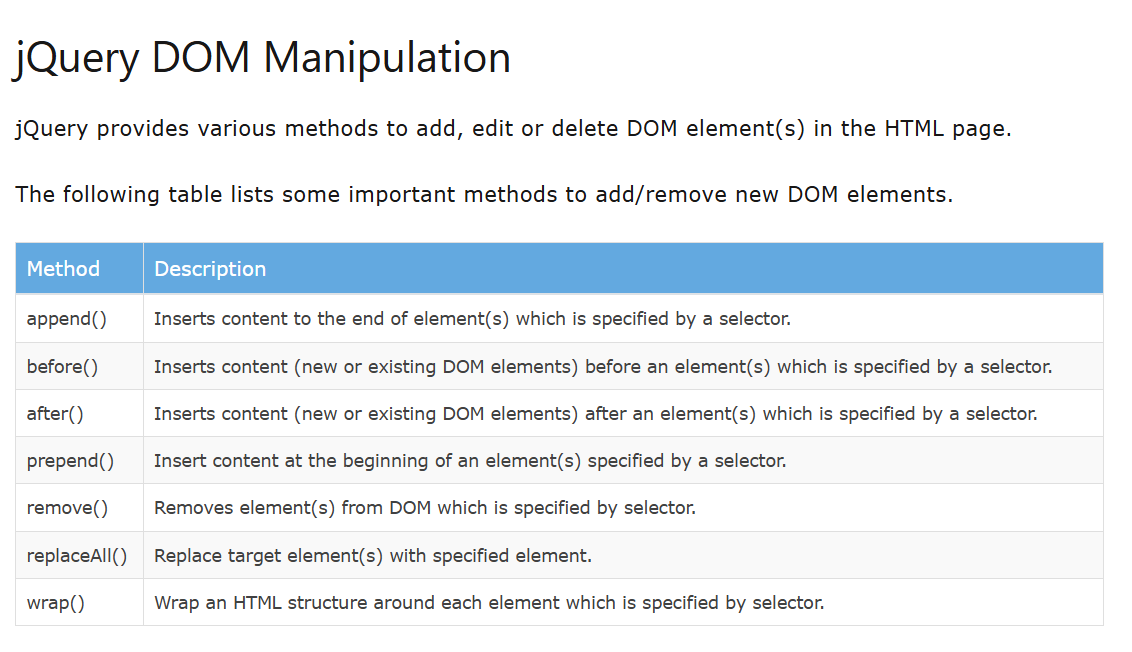 jQuery DOM Manipulation
jQuery provides various methods to add, edit or delete DOM element(s) in the HTML page.
The following table lists some important methods to add/remove new DOM elements.
Method Description
append() Inserts content to the end of element(s) which is specified by a selector.
before() Inserts content (new or existing DOM elements) before an element(s) which is specified by a selector.
after() Inserts content (new or existing DOM elements) after an element(s) which is specified by a selector.
prepend() Insert content at the beginning of an element(s) specified by a selector.
remove() Removes element(s) from DOM which is specified by selector.
replaceAll() Replace target element(s) with specified element.
wrap() Wrap an HTML structure around each element which is specified by selector.